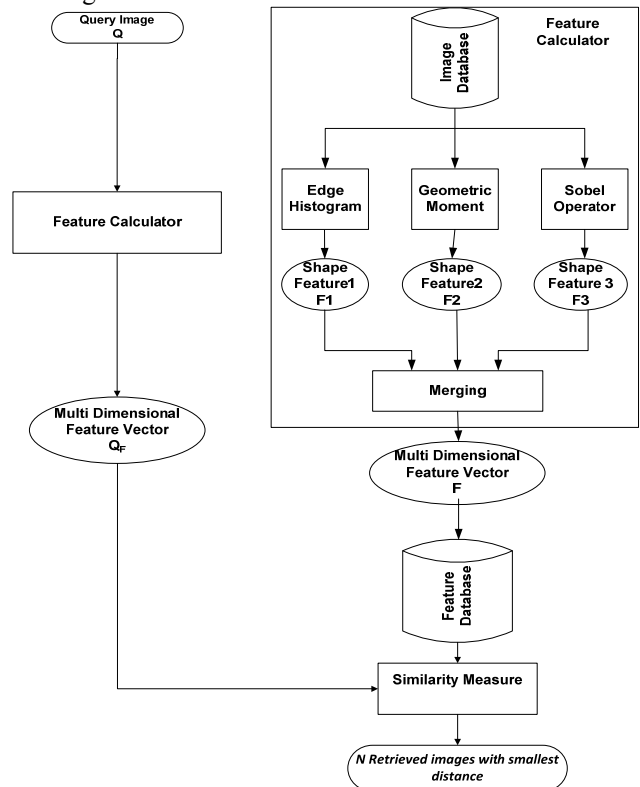 Query Image
Q
Feature
Calculator
Image
Database
Edge
Histogram
Geometric
Moment
Sobel
Operator
Feature Calculator
Shape
Feature1
F1
Shape
Feature2
F2
Shape
Feature 3
F3
Merging
Multi Dimensional
Feature Vector
QF
Multi Dimensional
Feature Vector
F
Feature
Database
Similarity Measure
N Retrieved images with smallest
distance